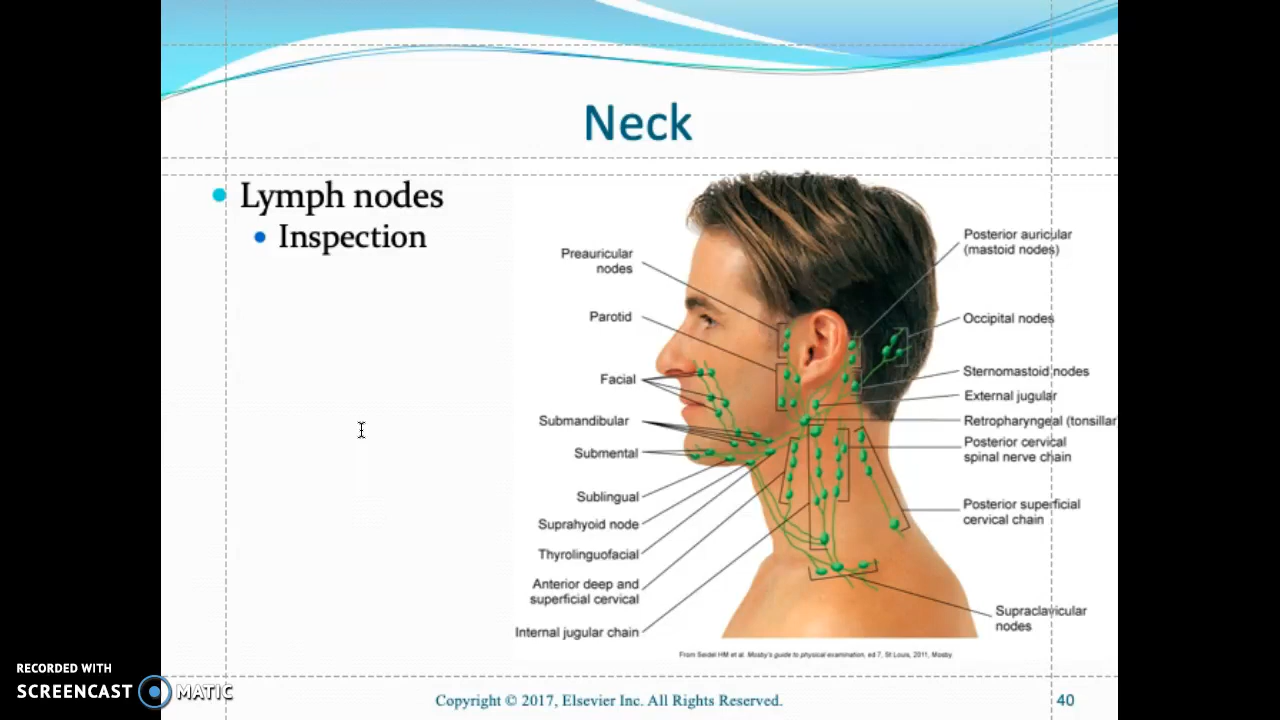 Neck
Lymph nodes
Inspection
Preauricular
nodes
Parotid
Facial
Submandibular
Submental
Sublingual
Suprahyoid node
Thyrolinguofacial
Anterior deep and
superficial cervical
Internal jugular chain
Posterior auricular
(mastoid nodes)
Occipital nodes
Sternomastoid nodes
External jugular
Retropharyngeal (tonsillar
Posterior cervical
spinal nerve chain
Posterior superficial
cervical chain
Supraclavicular
nodes
From Seidel HM et al. Mosby's guide to physical examination, ed 7, St Louis, 2011, Mosby.
RECORDED WITH
SCREENCAST MATIC
Copyright © 2017, Elsevier Inc. All Rights Reserved.
40